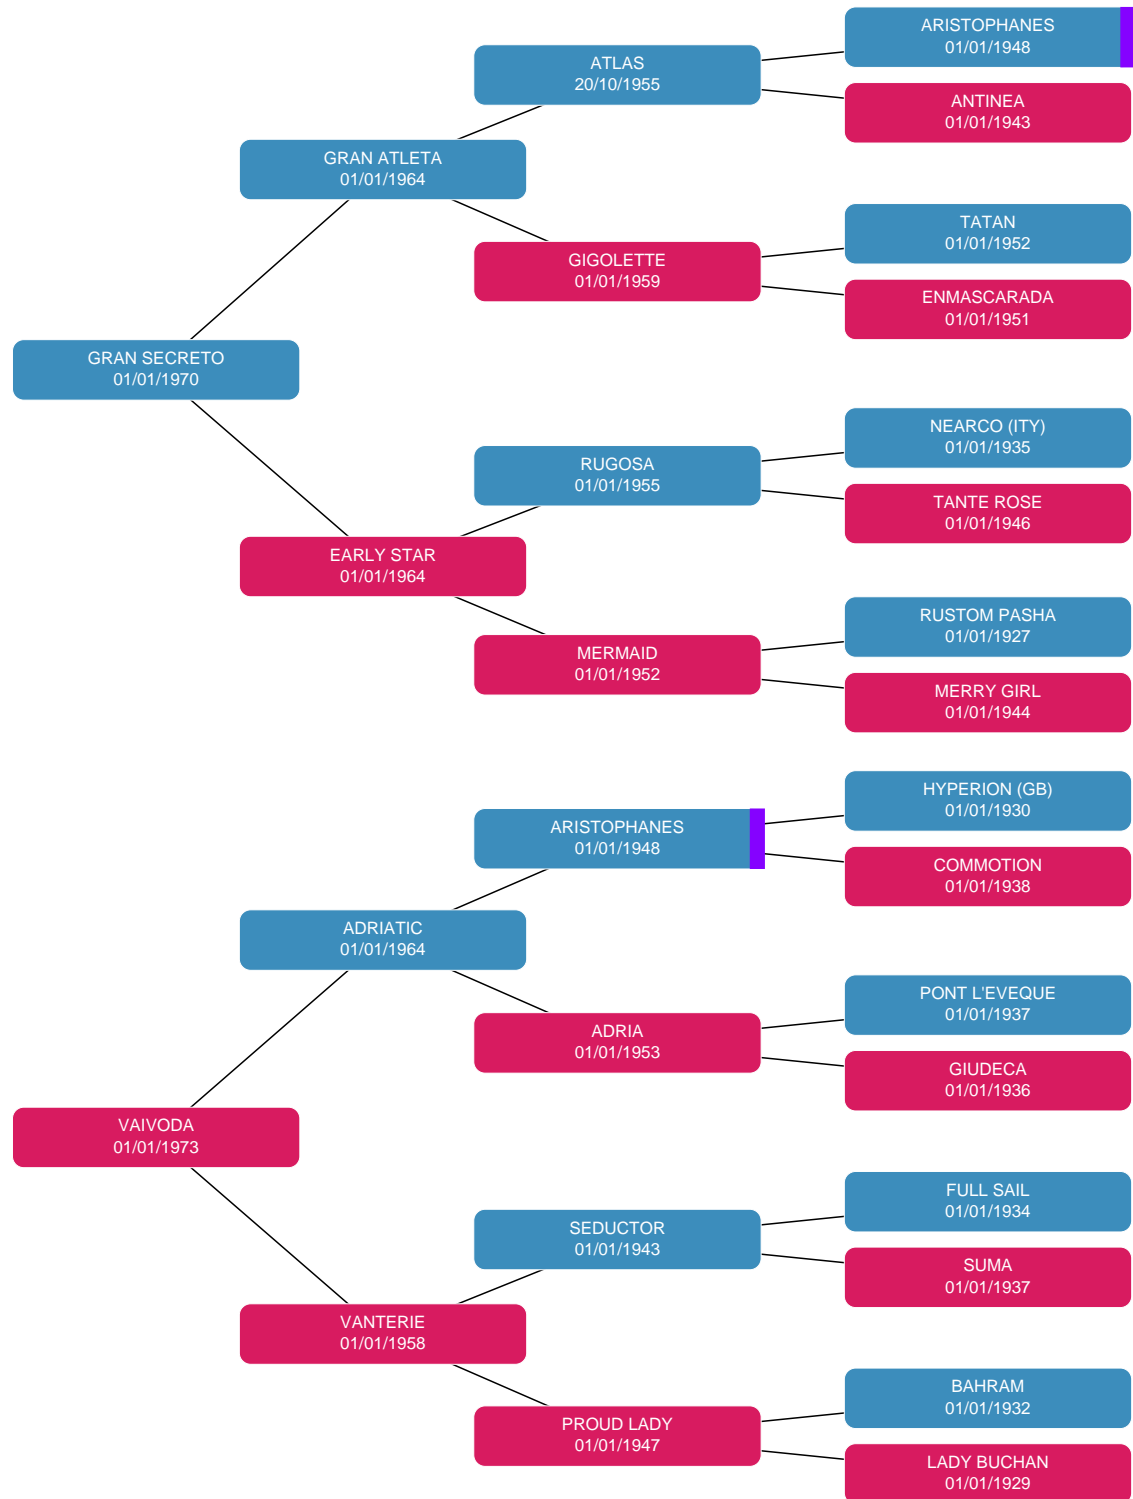 ARISTOPHANES
01/01/1948
ATLAS
20/10/1955
ANTINEA
01/01/1943
GRAN ATLETA
01/01/1964
TATAN
01/01/1952
GIGOLETTE
01/01/1959
ENMASCARADA
01/01/1951
GRAN SECRETO
01/01/1970
NEARCO (ITY)
01/01/1935
RUGOSA
01/01/1955
TANTE ROSE
01/01/1946
EARLY STAR
01/01/1964
RUSTOM PASHA
01/01/1927
MERMAID
01/01/1952
MERRY GIRL
01/01/1944
HYPERION (GB)
01/01/1930
ARISTOPHANES
01/01/1948
COMMOTION
01/01/1938
ADRIATIC
01/01/1964
PONT L'EVEQUE
01/01/1937
ADRIA
01/01/1953
GIUDECA
01/01/1936
VAIVODA
01/01/1973
FULL SAIL
01/01/1934
SEDUCTOR
01/01/1943
SUMA
01/01/1937
VANTERIE
01/01/1958
BAHRAM
01/01/1932
PROUD LADY
01/01/1947
LADY BUCHAN
01/01/1929